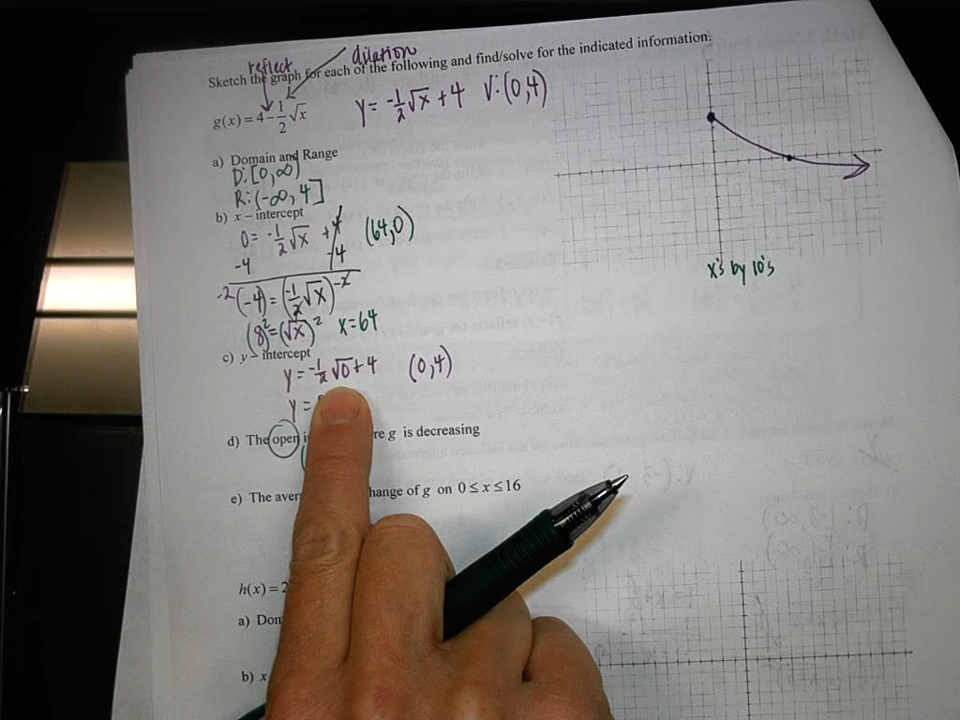 Sketch the graph for each of the following and find/solve for the indicated information:
reflect
dilation
g(x) = 4 - 1/2 √x
y = -1/2 √x + 4 V: (0,4)
a) Domain and Range
D: [0, ∞)
R: (-∞, 4]
b) x – intercept
0 = -1/2 √x + 4 (64,0)
-4 -4
-2(-4) = (-1/2 √x) -2
(8)² = (√x)² x = 64
c) y – intercept
y = -1/2 √0 + 4 (0,4)
y =
d) The open g is decreasing
e) The hange of g on 0 ≤ x ≤ 16
x's by 10's
h(x) = 2
a)
b) x